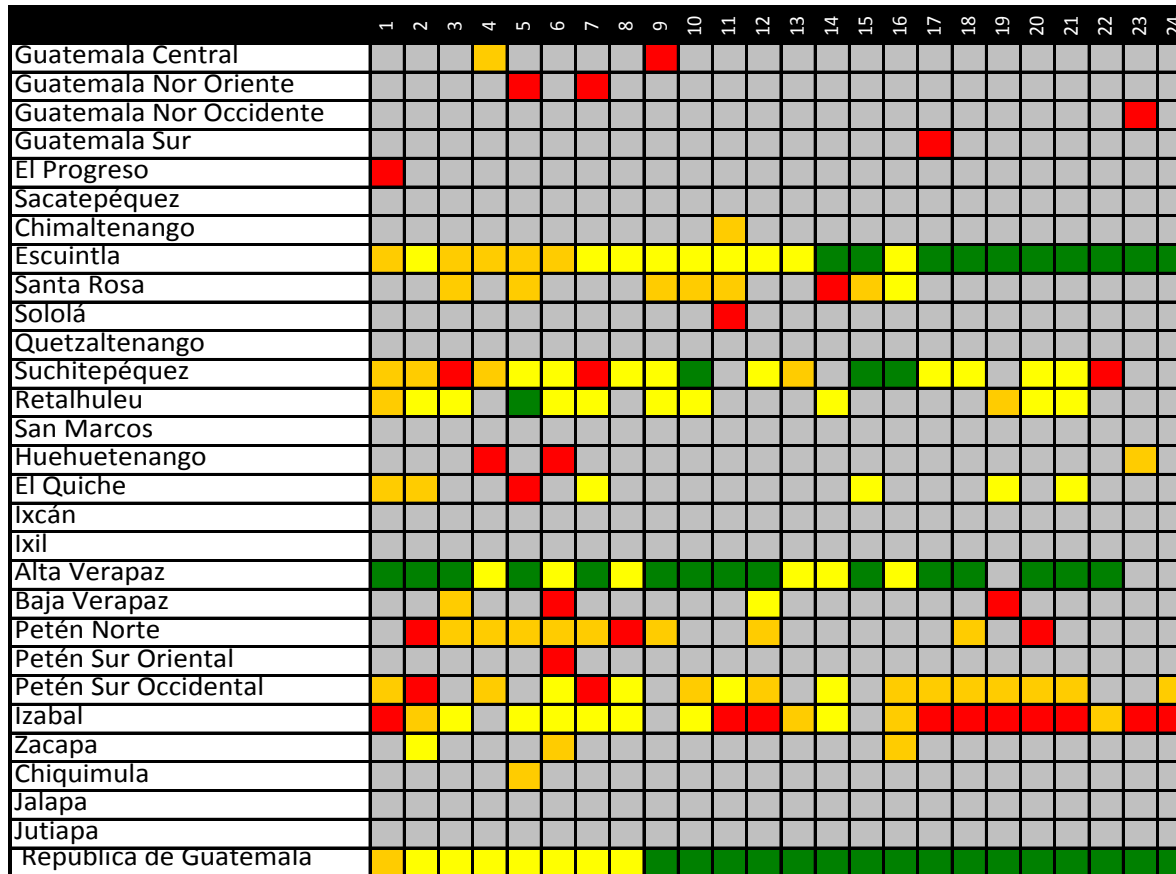 1 2 3 4 5 6 7 8 9 10 11 12 13 14 15 16 17 18 19 20 21 22 23 24
Guatemala Central
Guatemala Nor Oriente
Guatemala Nor Occidente
Guatemala Sur
El Progreso
Sacatepéquez
Chimaltenango
Escuintla
Santa Rosa
Sololá
Quetzaltenango
Suchitepéquez
Retalhuleu
San Marcos
Huehuetenango
El Quiche
Ixcán
Ixil
Alta Verapaz
Baja Verapaz
Petén Norte
Petén Sur Oriental
Petén Sur Occidental
Izabal
Zacapa
Chiquimula
Jalapa
Jutiapa
República de Guatemala